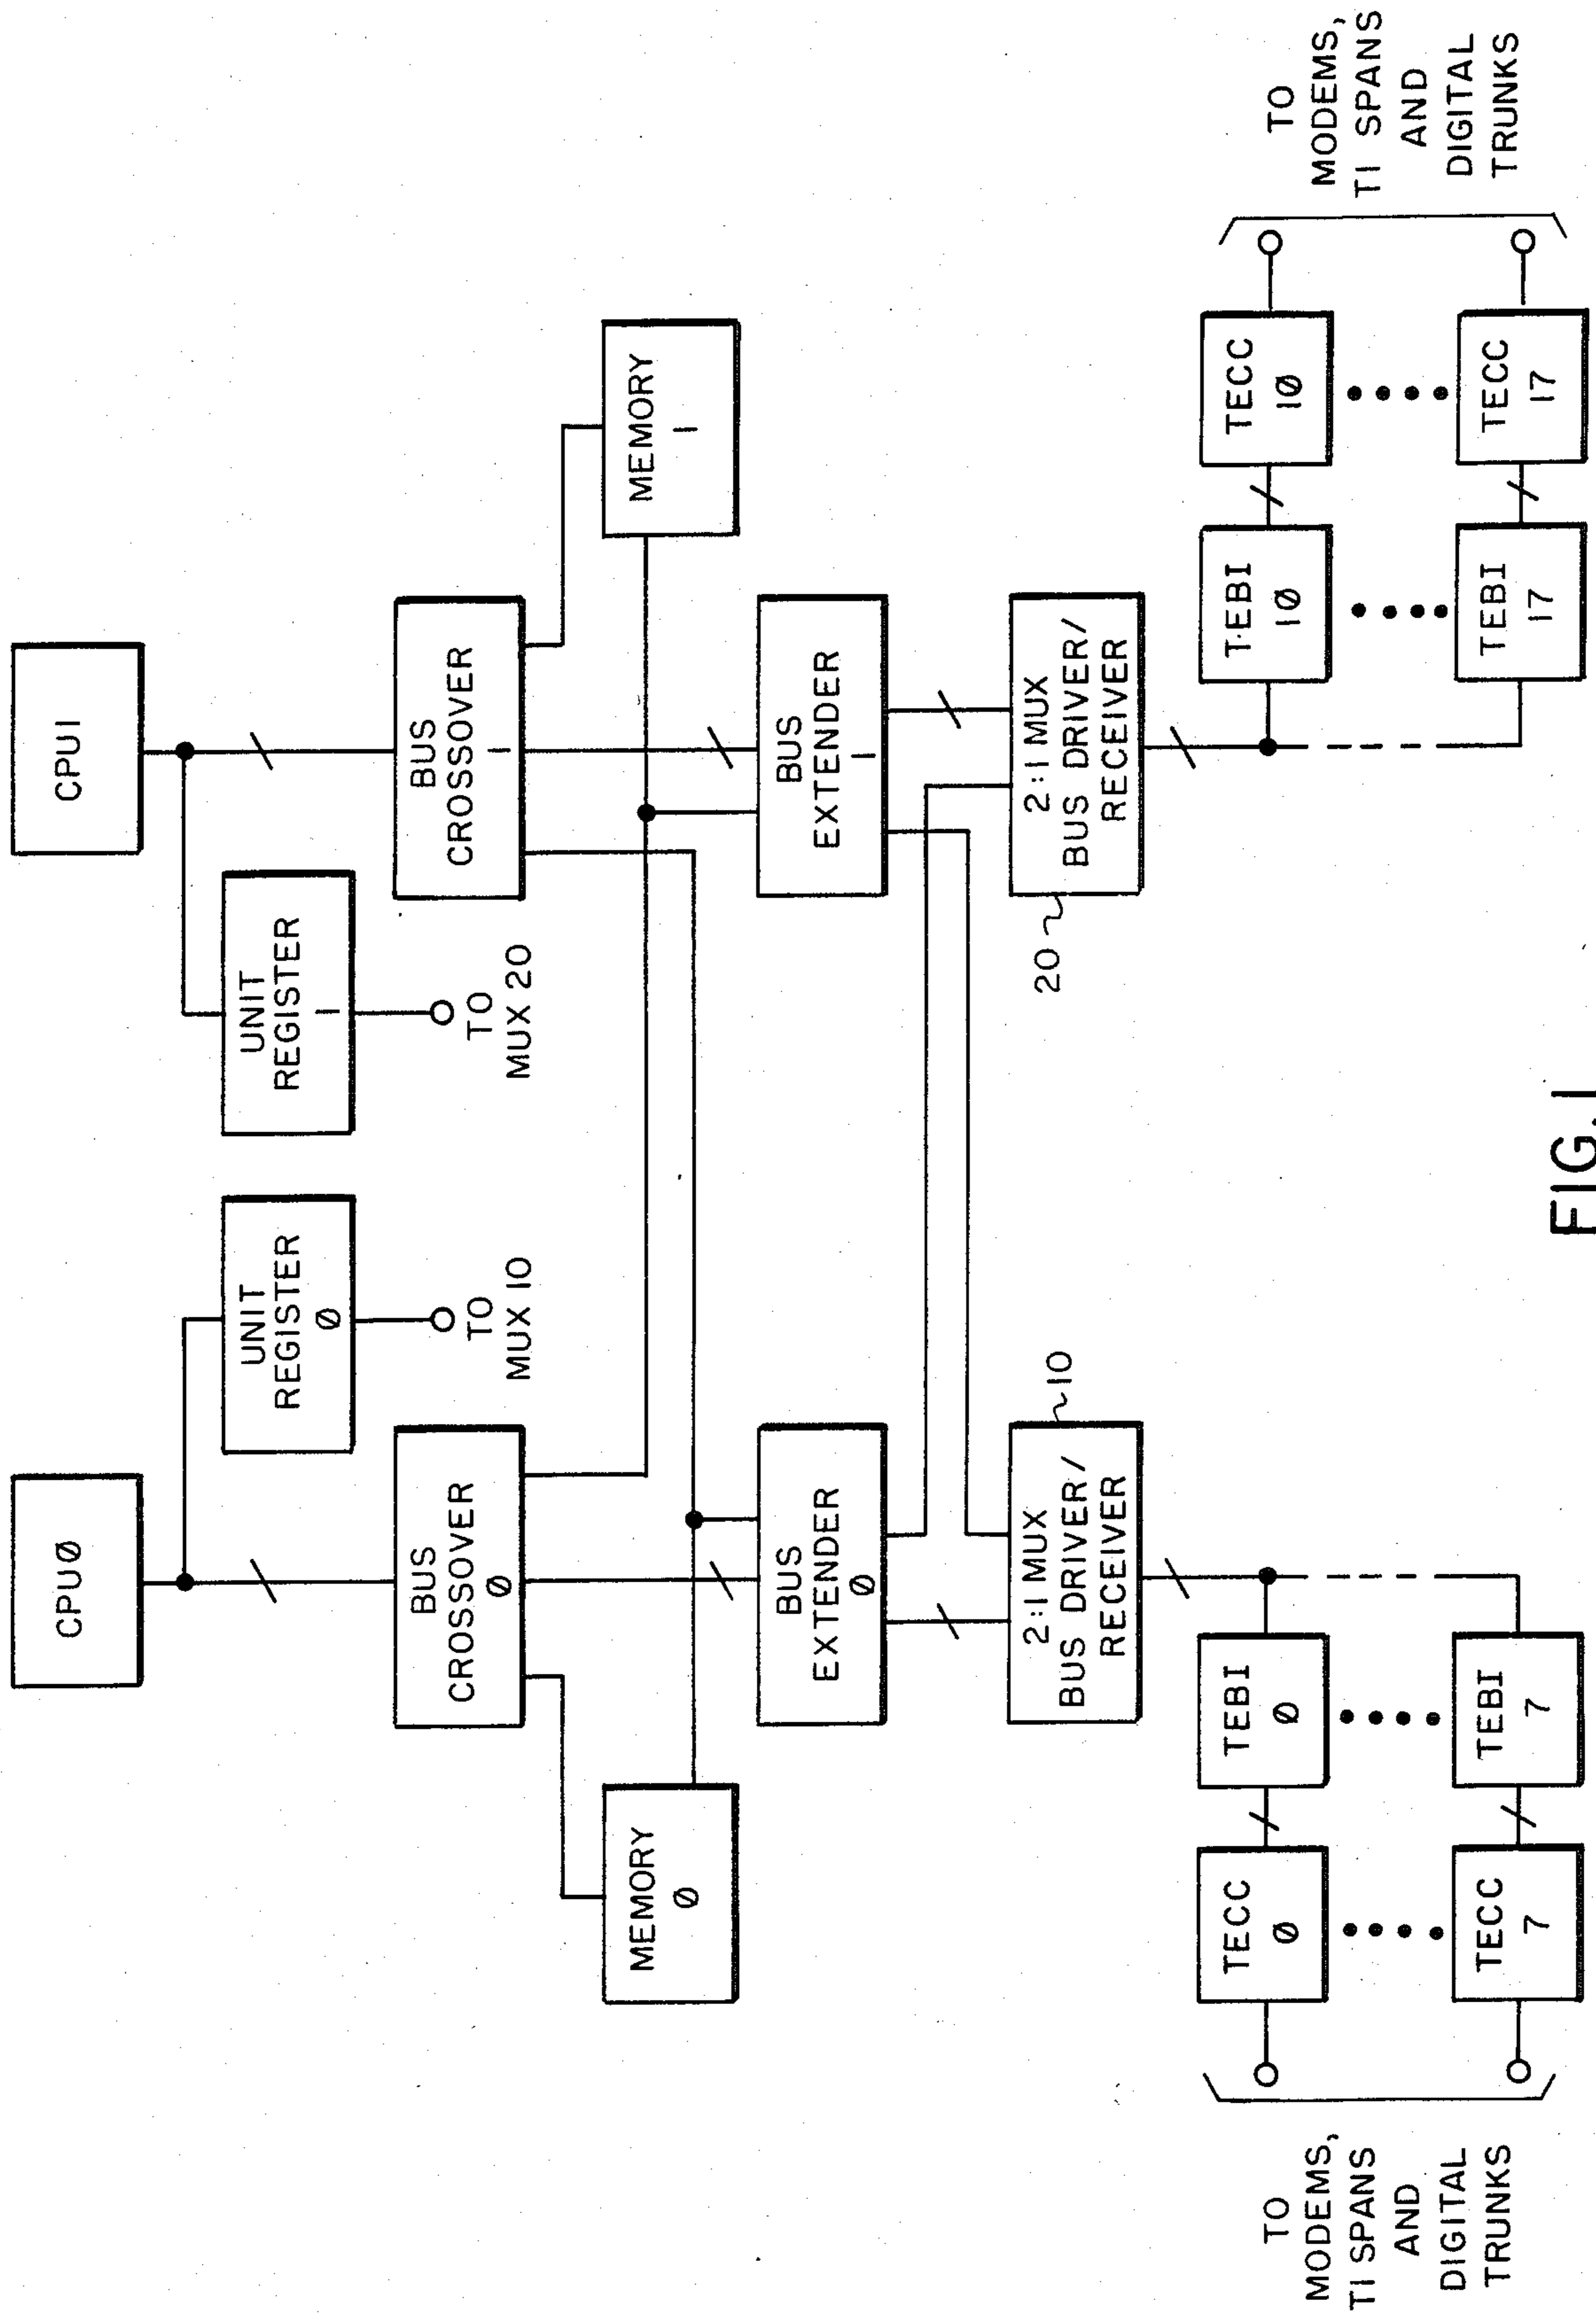 CPUØ
CPU1
UNIT
REGISTER
Ø
TO
MUX 10
UNIT
REGISTER
1
TO
MUX 20
BUS
CROSSOVER
Ø
BUS
CROSSOVER
1
MEMORY
Ø
MEMORY
1
BUS
EXTENDER
Ø
BUS
EXTENDER
1
2:1 MUX
BUS DRIVER/
RECEIVER
10
2:1 MUX
BUS DRIVER/
RECEIVER
20
TO
MODEMS,
T1 SPANS
AND
DIGITAL
TRUNKS
TECC
Ø
TEBI
Ø
TECC
7
TEBI
7
TEBI
1Ø
TECC
1Ø
TEBI
17
TECC
17
TO
MODEMS,
T1 SPANS
AND
DIGITAL
TRUNKS
FIG. 1